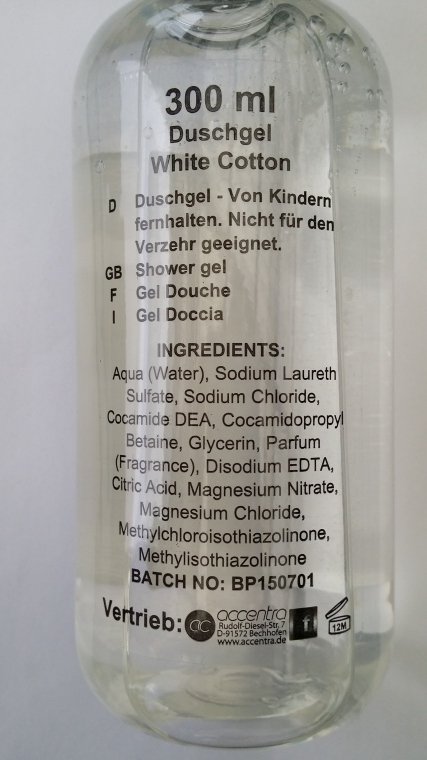 300 ml
Duschgel
White Cotton
D Duschgel - Von Kindern
fernhalten. Nicht für den
Verzehr geeignet.
GB Shower gel
F Gel Douche
I Gel Doccia
INGREDIENTS:
Aqua (Water), Sodium Laureth
Sulfate, Sodium Chloride,
Cocamide DEA, Cocamidopropyl
Betaine, Glycerin, Parfum
(Fragrance), Disodium EDTA,
Citric Acid, Magnesium Nitrate,
Magnesium Chloride,
Methylchloroisothiazolinone,
Methylisothiazolinone
BATCH NO: BP150701
Vertrieb: ac accentra f 12M
Rudolf-Diesel-Str. 7
D-91572 Bechhofen
www.accentra.de